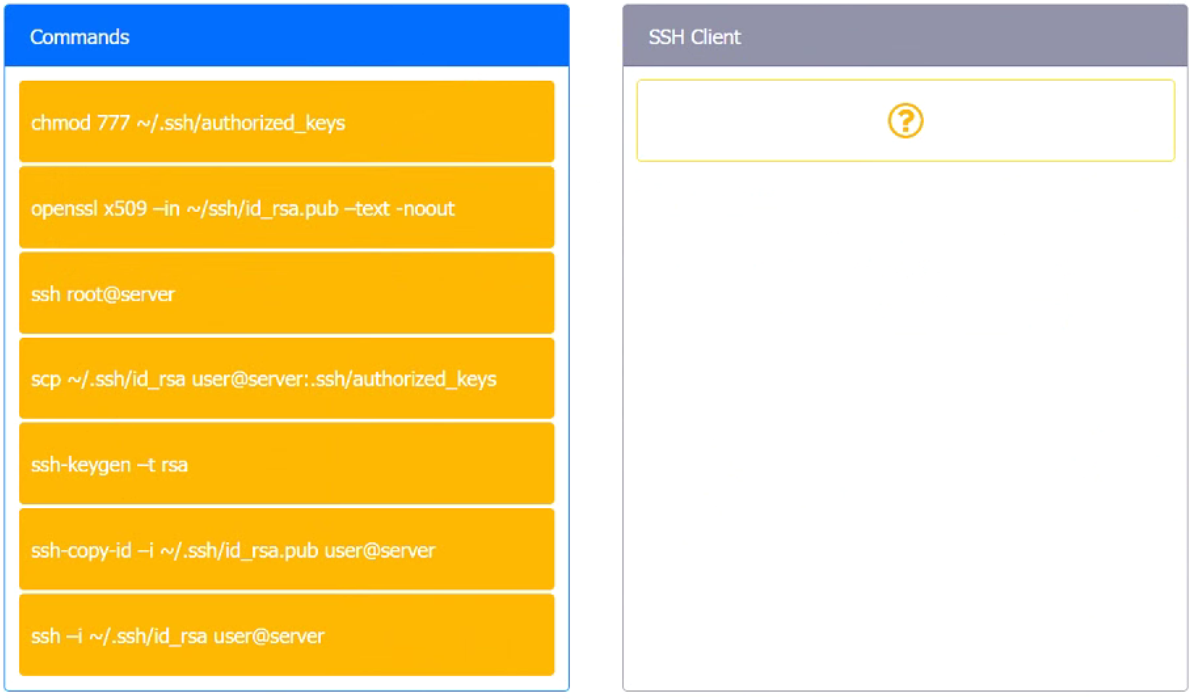 Commands
chmod 777 ~/.ssh/authorized_keys
openssl x509 –in ~/ssh/id_rsa.pub –text -noout
ssh root@server
scp ~/.ssh/id_rsa user@server:.ssh/authorized_keys
ssh-keygen –t rsa
ssh-copy-id –i ~/.ssh/id_rsa.pub user@server
ssh –i ~/.ssh/id_rsa user@server
SSH Client
?